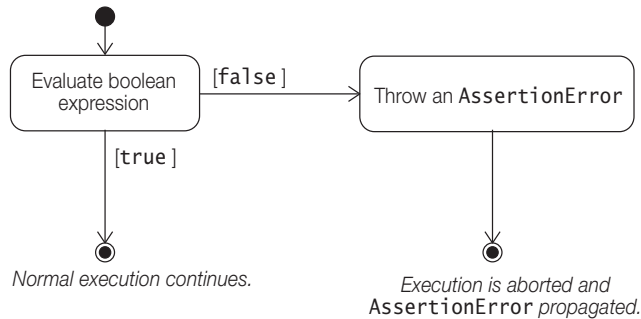 Evaluate boolean
expression
[false]
Throw an AssertionError
[true]
Normal execution continues.
Execution is aborted and
AssertionError propagated.